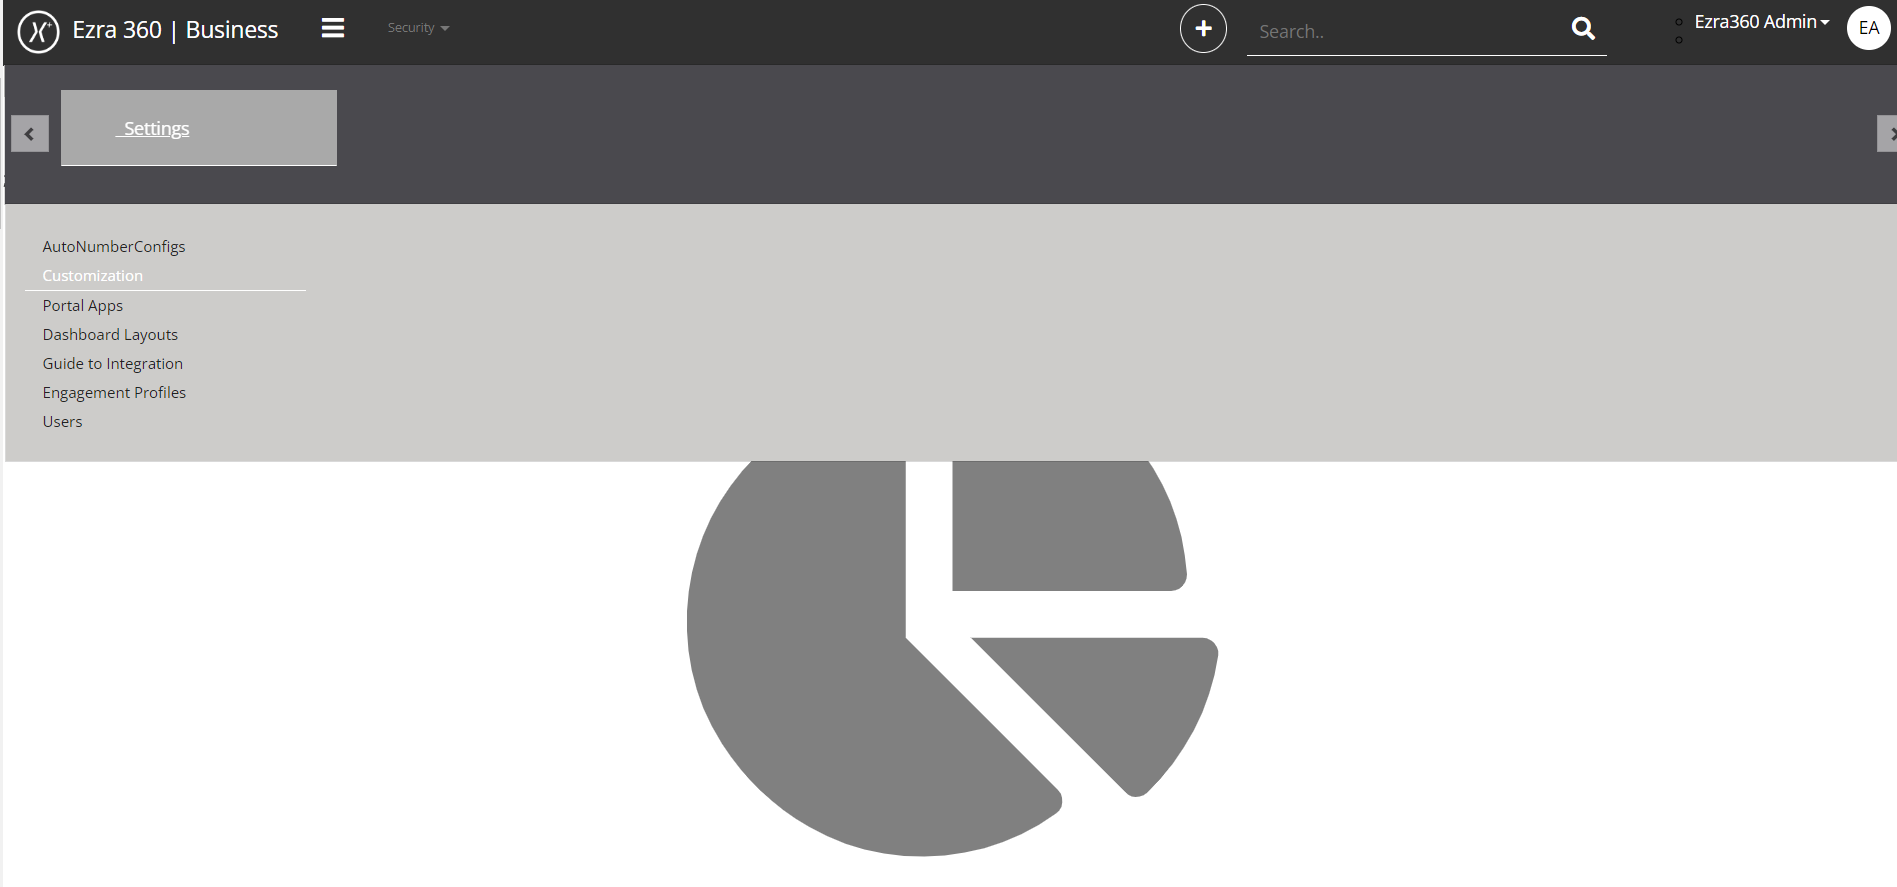 Ezra 360 | Business
Security
Search..
Ezra360 Admin
EA
Settings
AutoNumberConfigs
Customization
Portal Apps
Dashboard Layouts
Guide to Integration
Engagement Profiles
Users